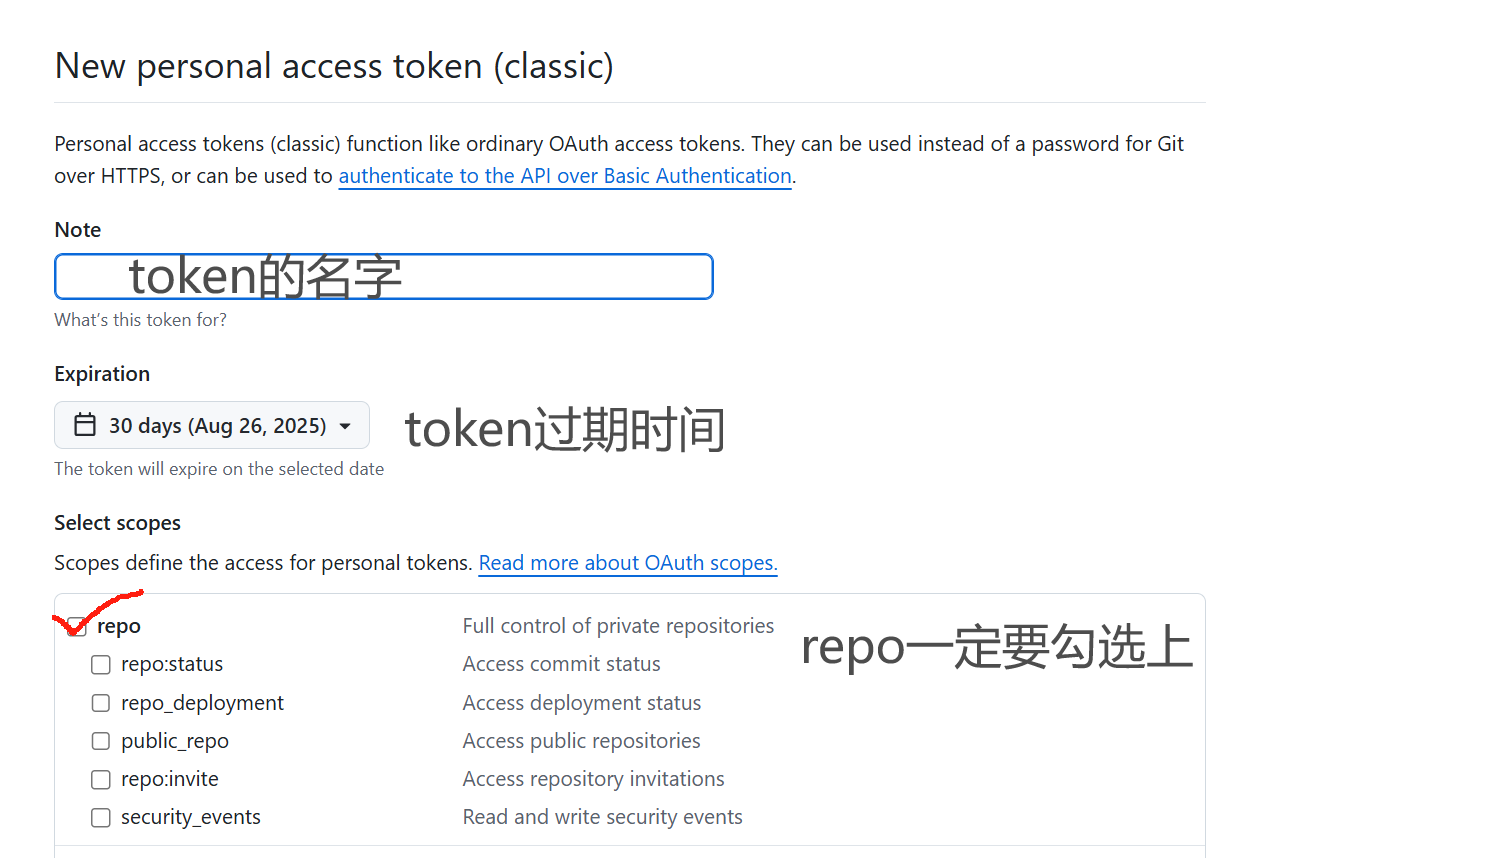 New personal access token (classic)
Personal access tokens (classic) function like ordinary OAuth access tokens. They can be used instead of a password for Git
over HTTPS, or can be used to authenticate to the API over Basic Authentication.
Note
token的名字
What's this token for?
Expiration
30 days (Aug 26, 2025)
token过期时间
The token will expire on the selected date
Select scopes
Scopes define the access for personal tokens. Read more about OAuth scopes.
repo Full control of private repositories
repo一定要勾选上
repo:status Access commit status
repo_deployment Access deployment status
public_repo Access public repositories
repo:invite Access repository invitations
security_events Read and write security events